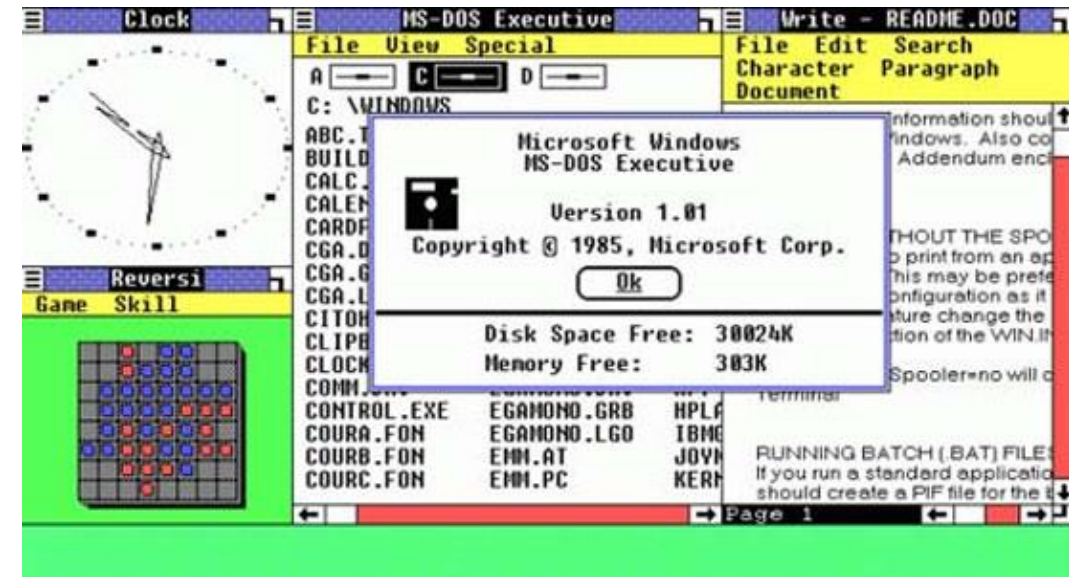 Clock
MS-DOS Executive
Write - README.DOC
File View Special
File Edit Search
Character Paragraph
Document
A C D
C: \WINDOWS
ABC.T
BUILD
CALC.
CALEN
CARDF
CGA.D
CGA.G
CGA.L
CITOH
CLIPB
CLOCK
CONTROL.EXE EGAMONO.GRB HPLA
COURA.FON EGAMONO.LGO IBMG
COURB.FON EMM.AT JOYM
COURC.FON EMM.PC KERN
Microsoft Windows
MS-DOS Executive
Version 1.01
Copyright © 1985, Microsoft Corp.
Ok
Disk Space Free: 30024K
Memory Free: 303K
nformation shoul
indows. Also co
Addendum encl
THOUT THE SPO
o print from an ap
his may be prefe
onfiguration as it
ture change the
tion of the WIN.IN
Spooler=no will c
Terminal
RUNNING BATCH (.BAT) FILES
If you run a standard applicatio
should create a PIF file for the b
Page 1
Reversi
Game Skill